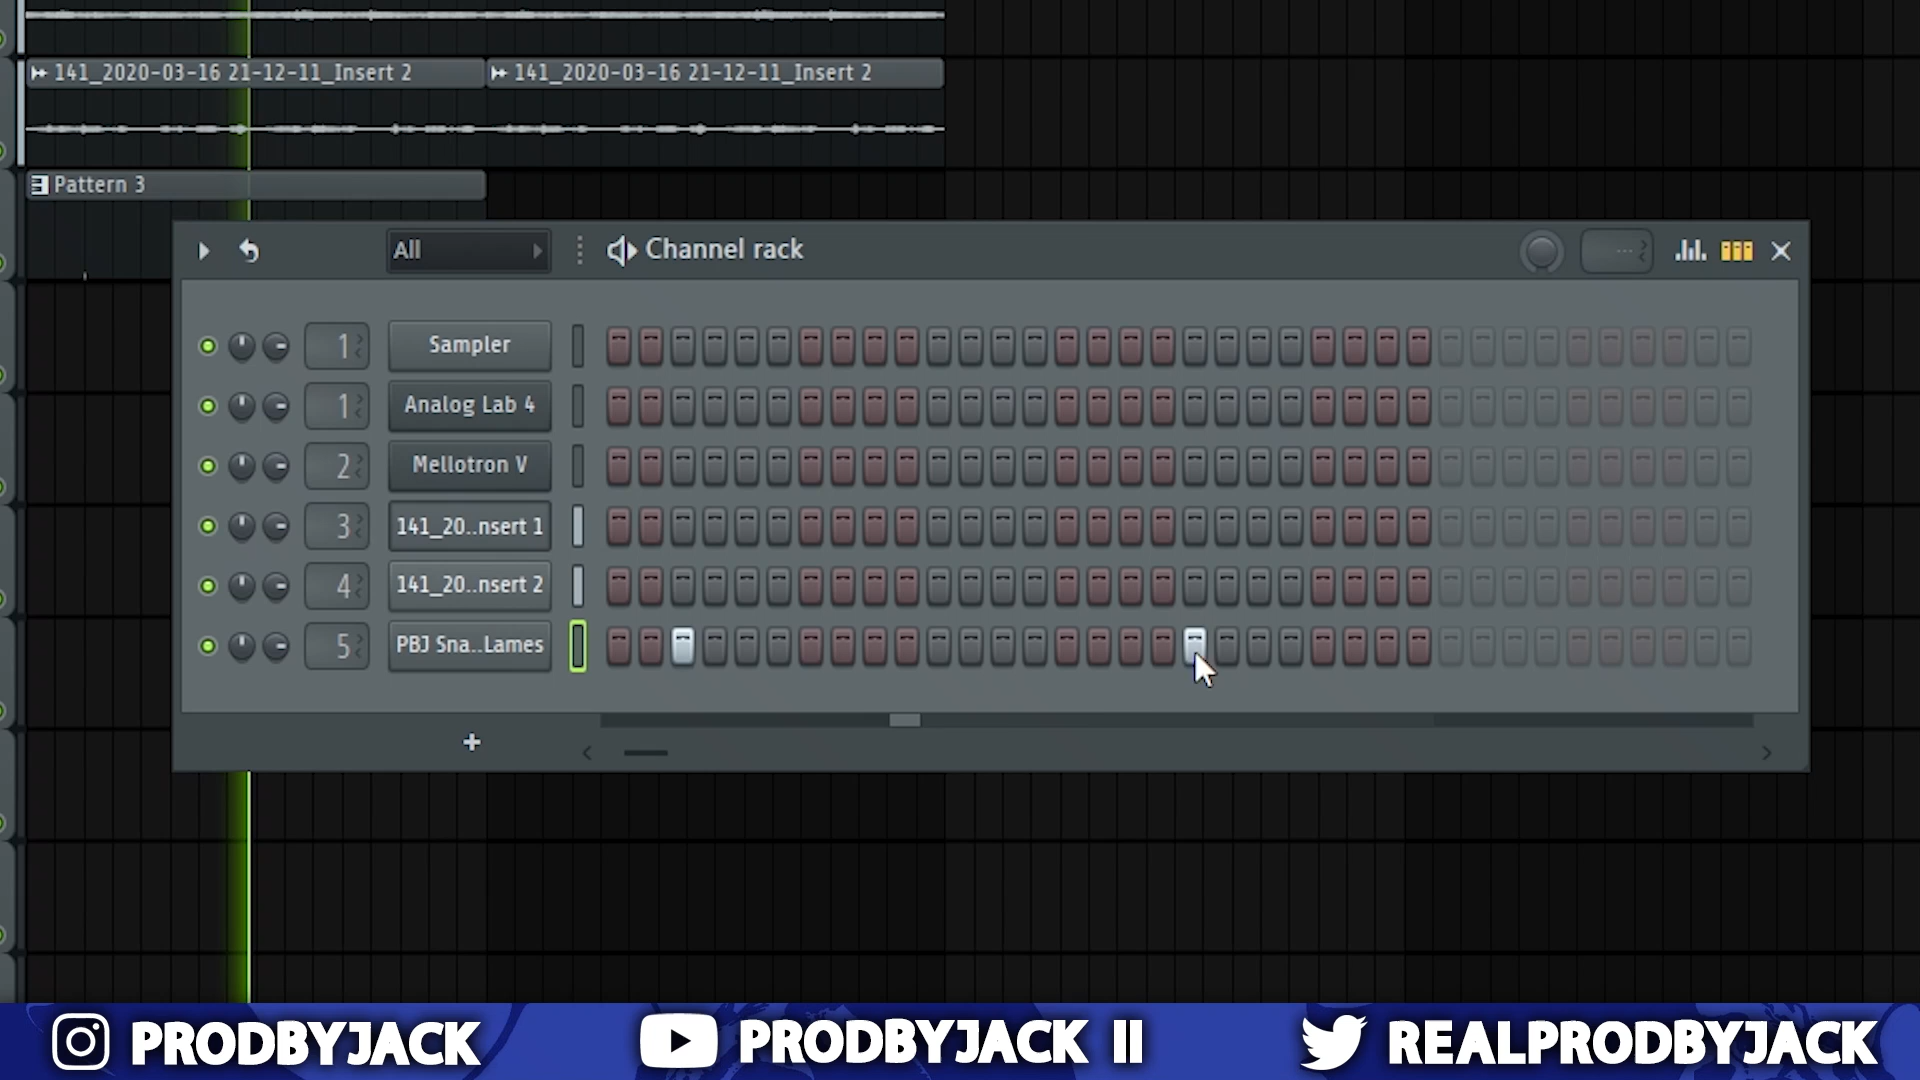 141_2020-03-16 21-12-11_Insert 2
141_2020-03-16 21-12-11_Insert 2
Pattern 3
All
Channel rack
---
1
Sampler
1
Analog Lab 4
2
Mellotron V
3
141_20..nsert 1
4
141_20..nsert 2
5
PBJ Sna..Lames
+
PRODBYJACK
PRODBYJACK II
REALPRODBYJACK